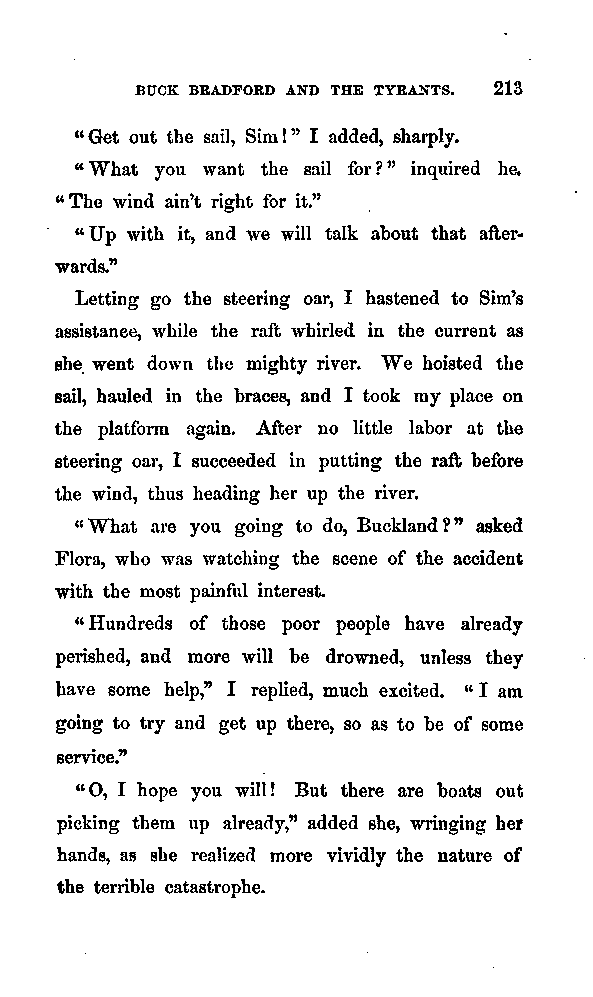 BUCK BRADFORD AND THE TYRANTS. 213
"Get out the sail, Sim!" I added, sharply.
"What you want the sail for?" inquired he.
"The wind ain't right for it."
"Up with it, and we will talk about that after-
wards."
Letting go the steering oar, I hastened to Sim's
assistance, while the raft whirled in the current as
she went down the mighty river. We hoisted the
sail, hauled in the braces, and I took my place on
the platform again. After no little labor at the
steering oar, I succeeded in putting the raft before
the wind, thus heading her up the river.
"What are you going to do, Buckland?" asked
Flora, who was watching the scene of the accident
with the most painful interest.
"Hundreds of those poor people have already
perished, and more will be drowned, unless they
have some help," I replied, much excited. "I am
going to try and get up there, so as to be of some
service."
"O, I hope you will! But there are boats out
picking them up already," added she, wringing her
hands, as she realized more vividly the nature of
the terrible catastrophe.